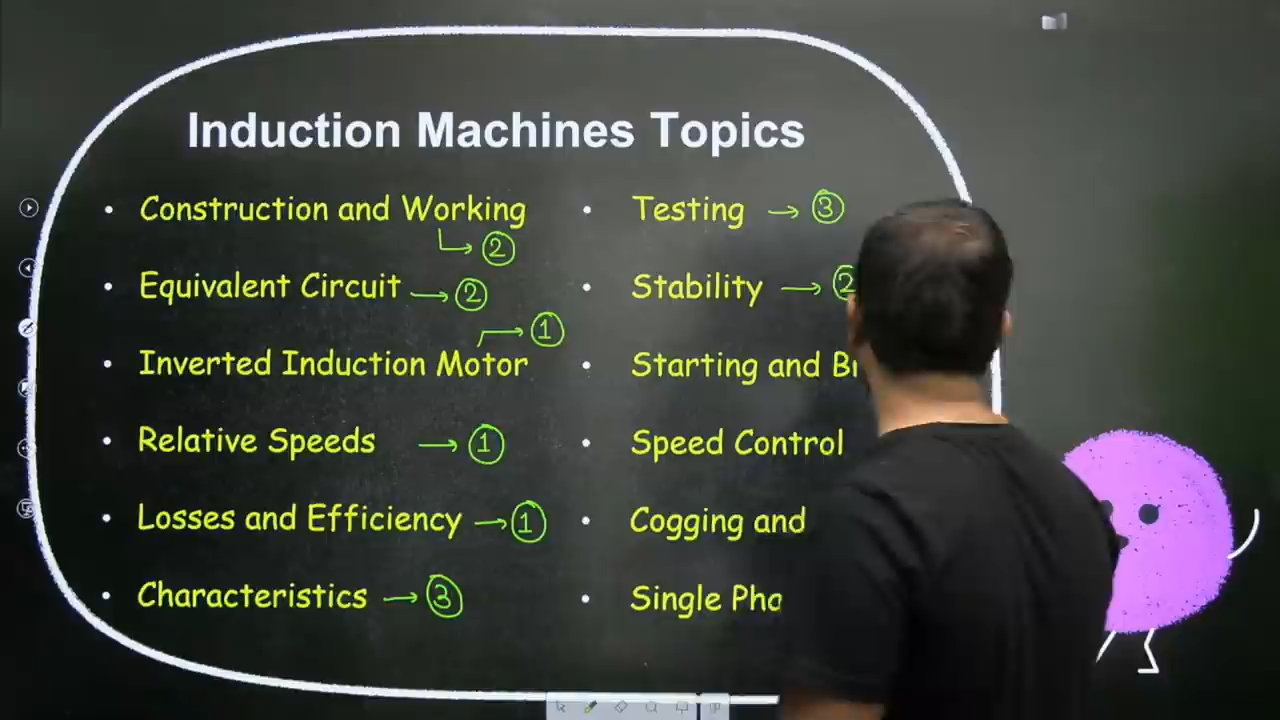 Induction Machines Topics
• Construction and Working
→ 2
• Equivalent Circuit → 2
→ 1
• Inverted Induction Motor
• Relative Speeds → 1
• Losses and Efficiency → 1
• Characteristics → 3
• Testing → 3
• Stability → 2
• Starting and
• Speed Control
• Cogging and
• Single